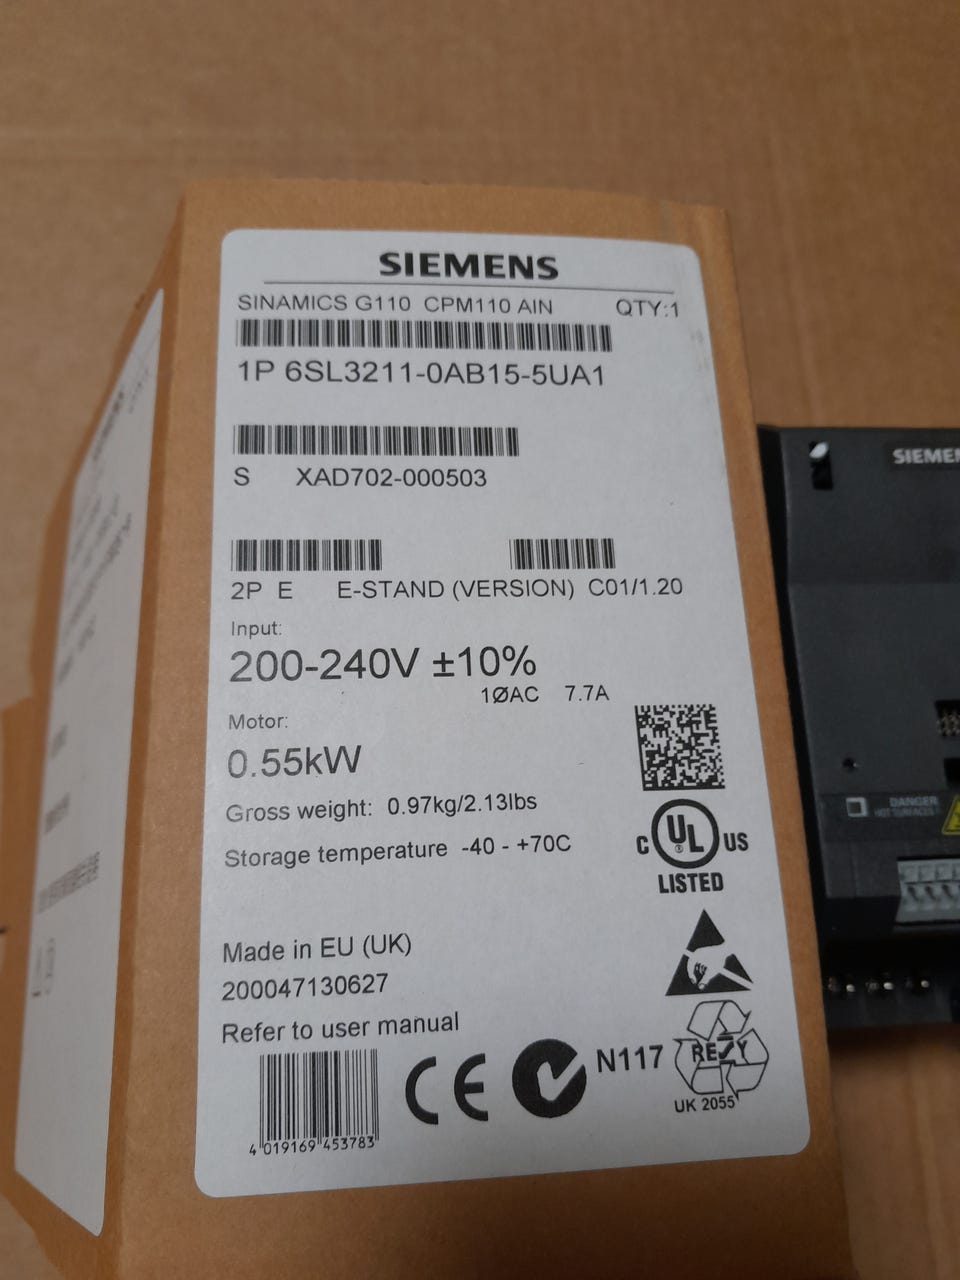 SIEMENS
SINAMICS G110 CPM110 AIN QTY:1
1P 6SL3211-0AB15-5UA1
S XAD702-000503
2P E E-STAND (VERSION) C01/1.20
Input:
200-240V ±10%
1ØAC 7.7A
Motor:
0.55kW
Gross weight: 0.97kg/2.13lbs
Storage temperature -40 - +70C
C UL US
®
LISTED
Made in EU (UK)
200047130627
Refer to user manual
4 019169 453783
CE
N117
RESY
UK 2055
SIEMEN
DANGER
HOT SURFACES